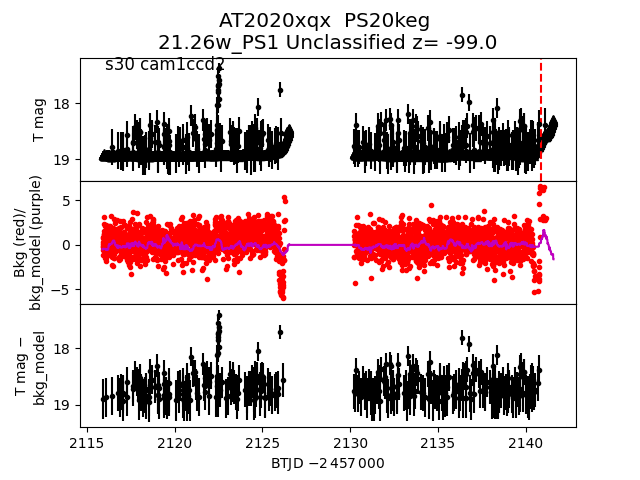 AT2020xqx  PS20keg
21.26w_PS1 Unclassified z= -99.0
s30 cam1ccd2
T mag
18
19
Bkg (red)/
bkg_model (purple)
5
0
−5
T mag −
bkg_model
18
19
2115 2120 2125 2130 2135 2140
BTJD −2 457 000